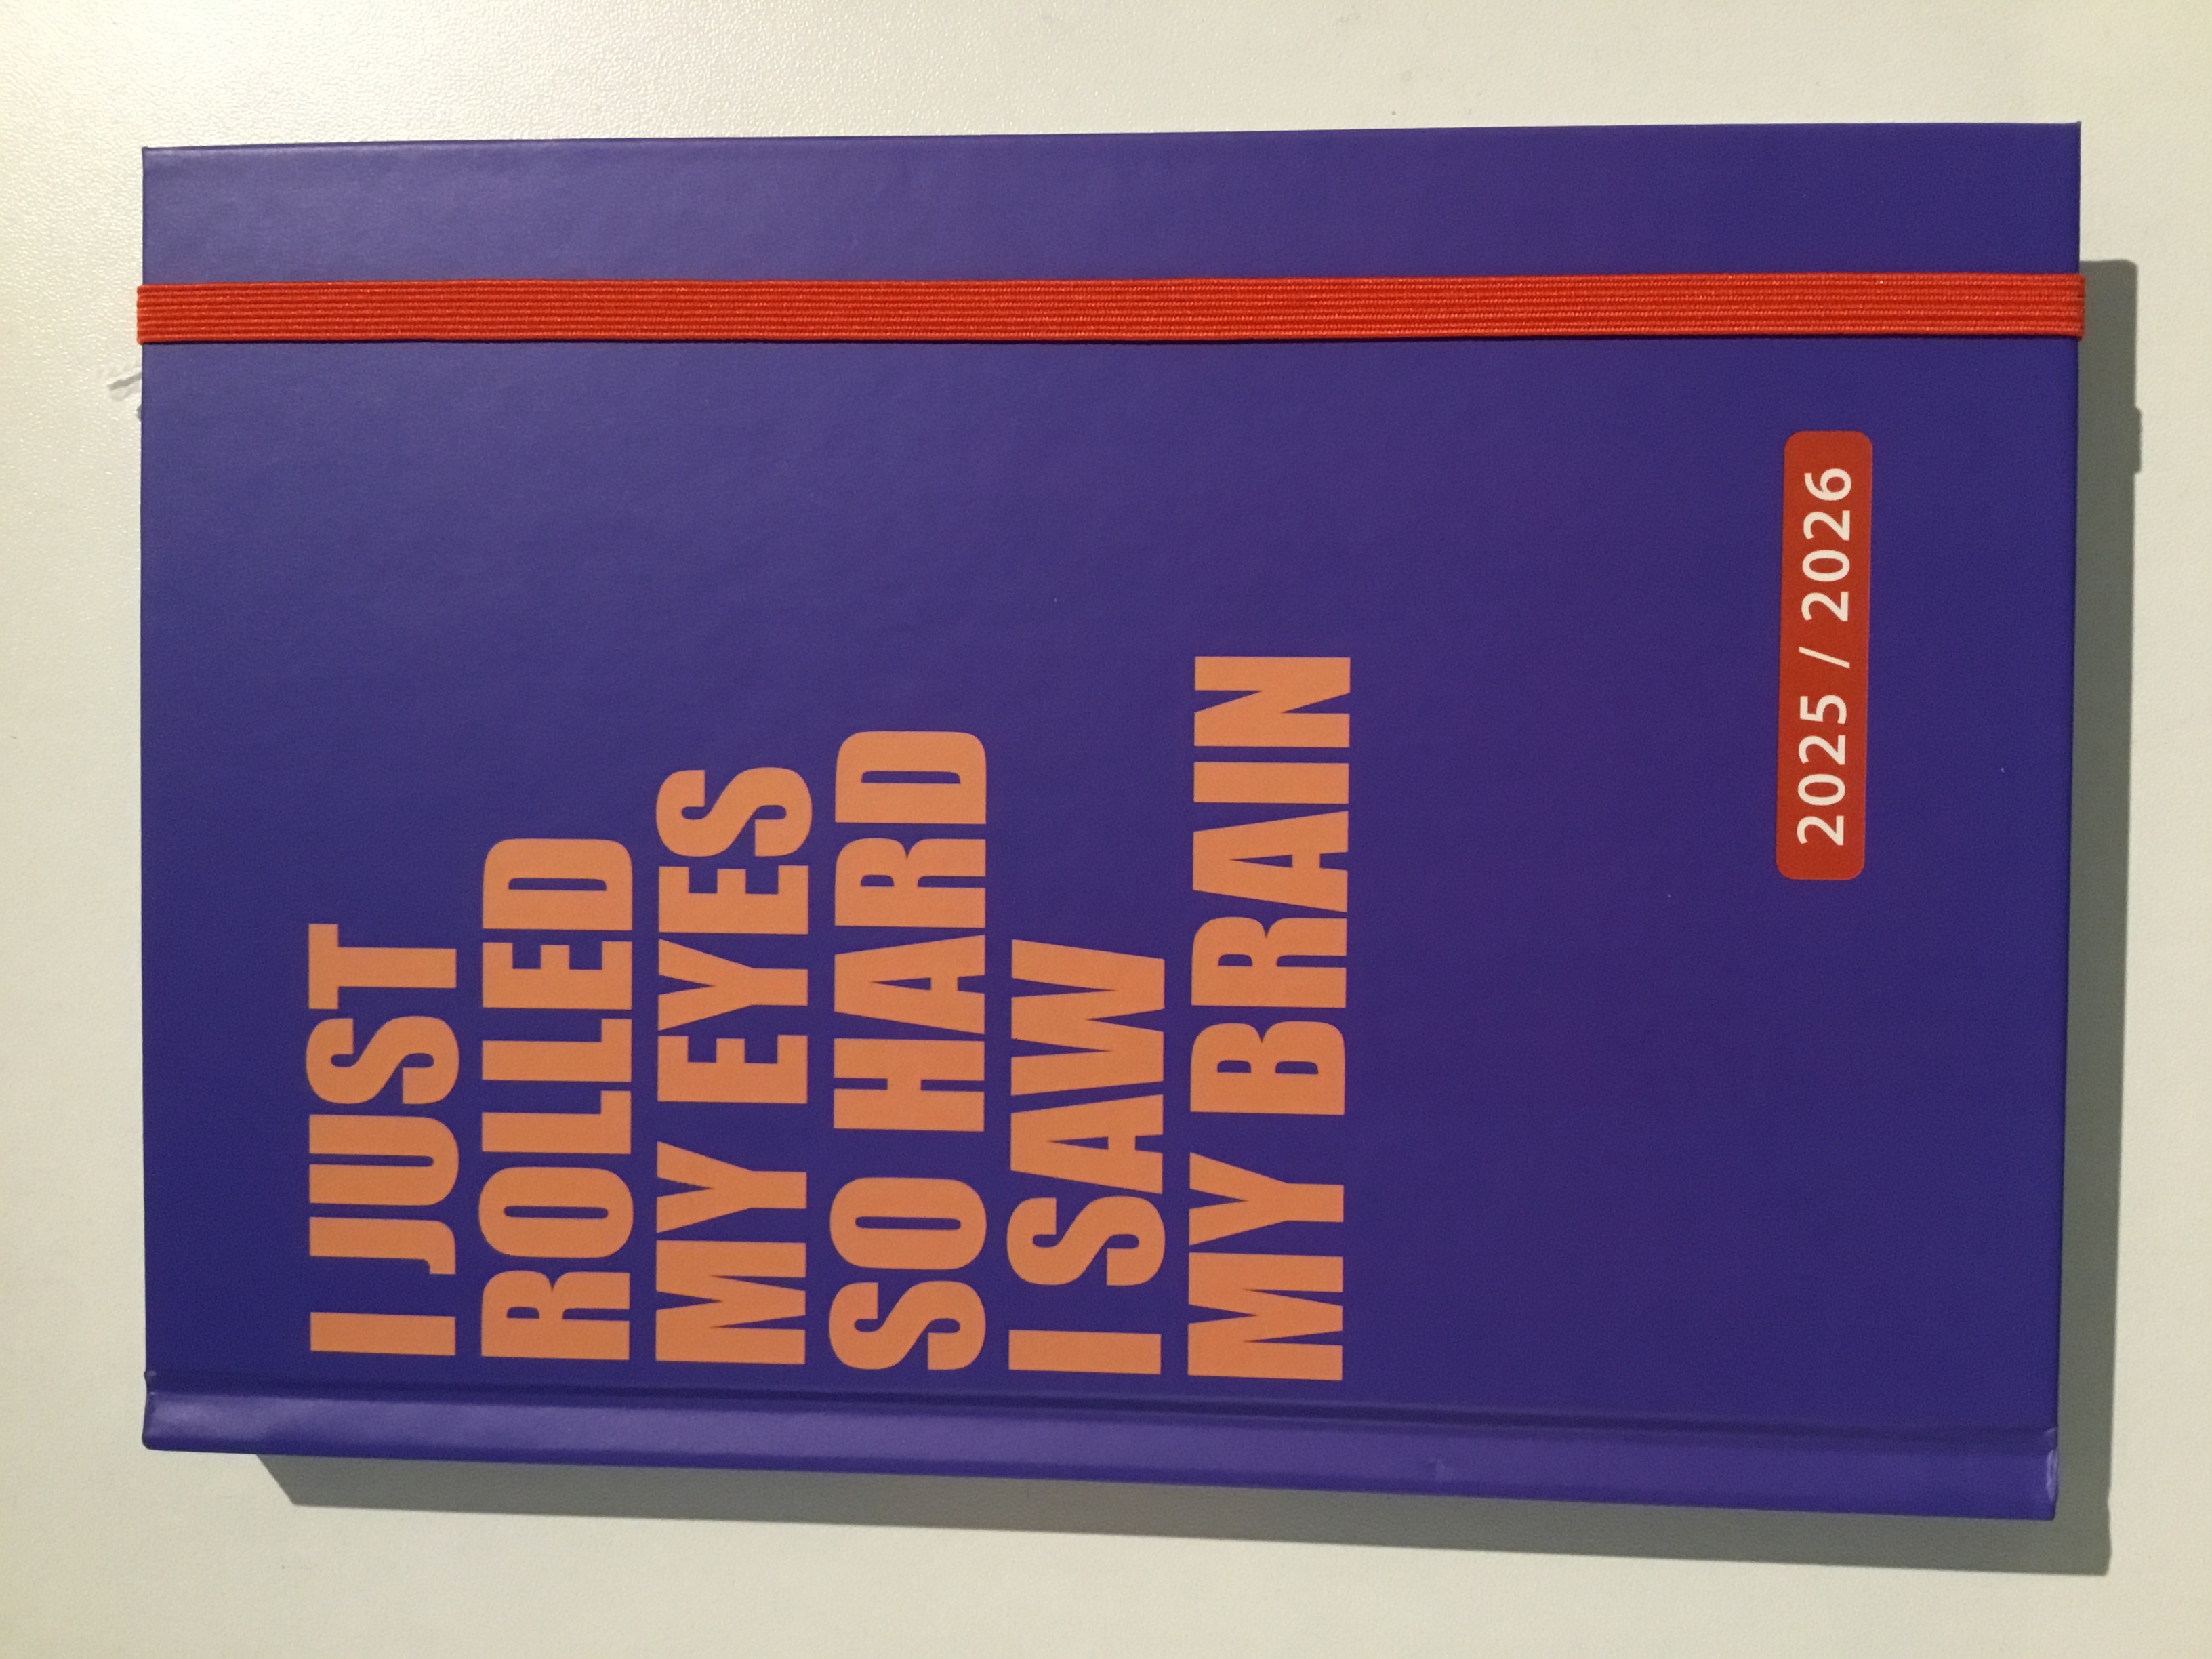 I JUST
ROLLED
MY EYES
SO HARD
I SAW
MY BRAIN
2025 / 2026